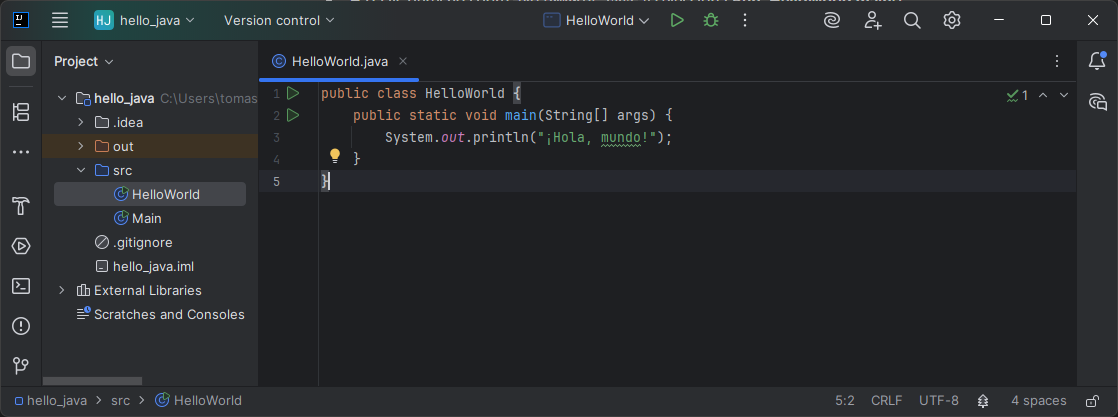 HJ hello_java Version control HelloWorld
Project
HelloWorld.java
hello_java C:\Users\tomas
.idea
out
src
HelloWorld
Main
.gitignore
hello_java.iml
External Libraries
Scratches and Consoles
1 public class HelloWorld {
2 public static void main(String[] args) {
3 System.out.println("¡Hola, mundo!");
4 }
5 }
1
hello_java > src > HelloWorld
5:2 CRLF UTF-8 4 spaces